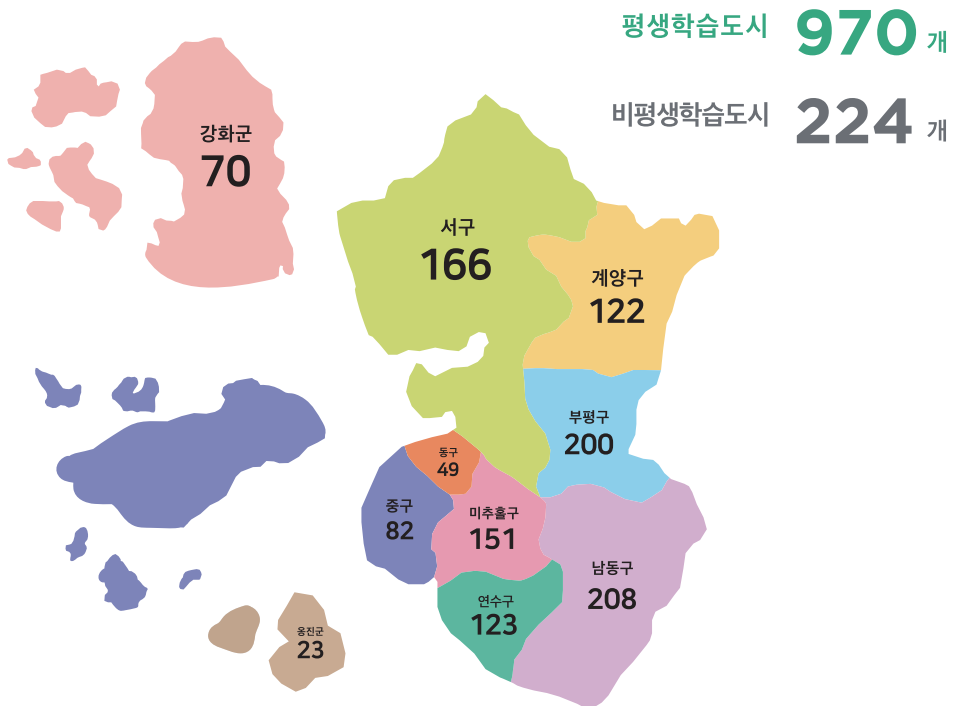 평생학습도시 970 개
비평생학습도시 224 개
강화군
70
서구
166
계양구
122
부평구
200
동구
49
중구
82
미추홀구
151
남동구
208
연수구
123
옹진군
23